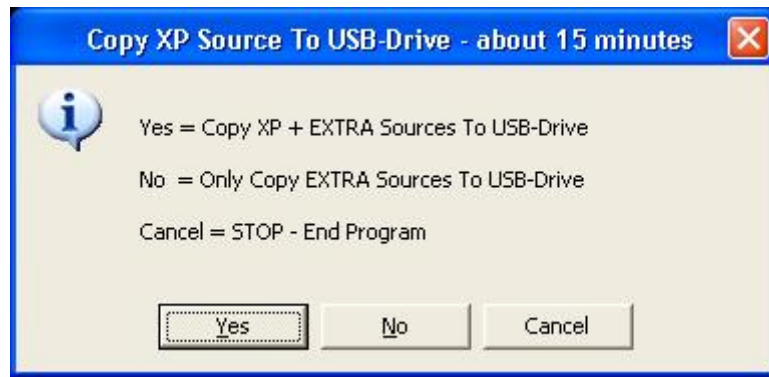 Copy XP Source To USB-Drive - about 15 minutes
Yes = Copy XP + EXTRA Sources To USB-Drive
No = Only Copy EXTRA Sources To USB-Drive
Cancel = STOP - End Program
Yes No Cancel